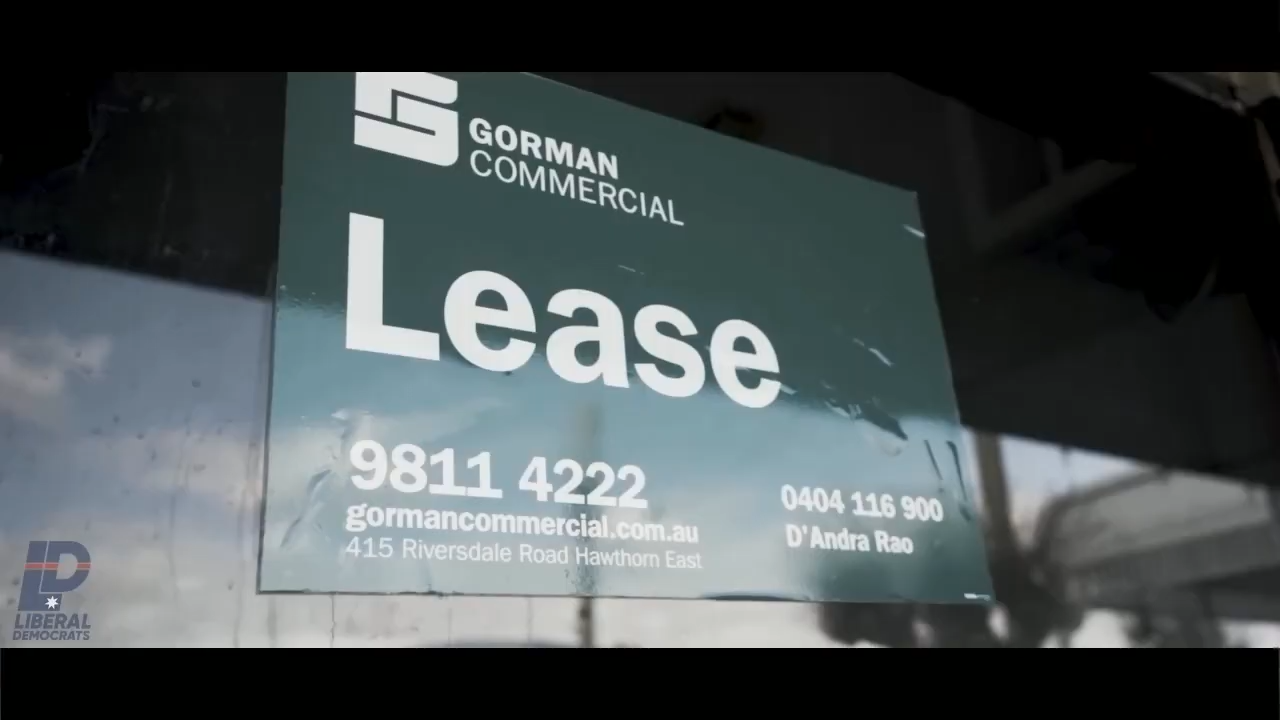 GORMAN
COMMERCIAL
Lease
9811 4222
gormancommercial.com.au
415 Riversdale Road Hawthorn East
0404 116 900
D'Andra Rao
LIBERAL
DEMOCRATS